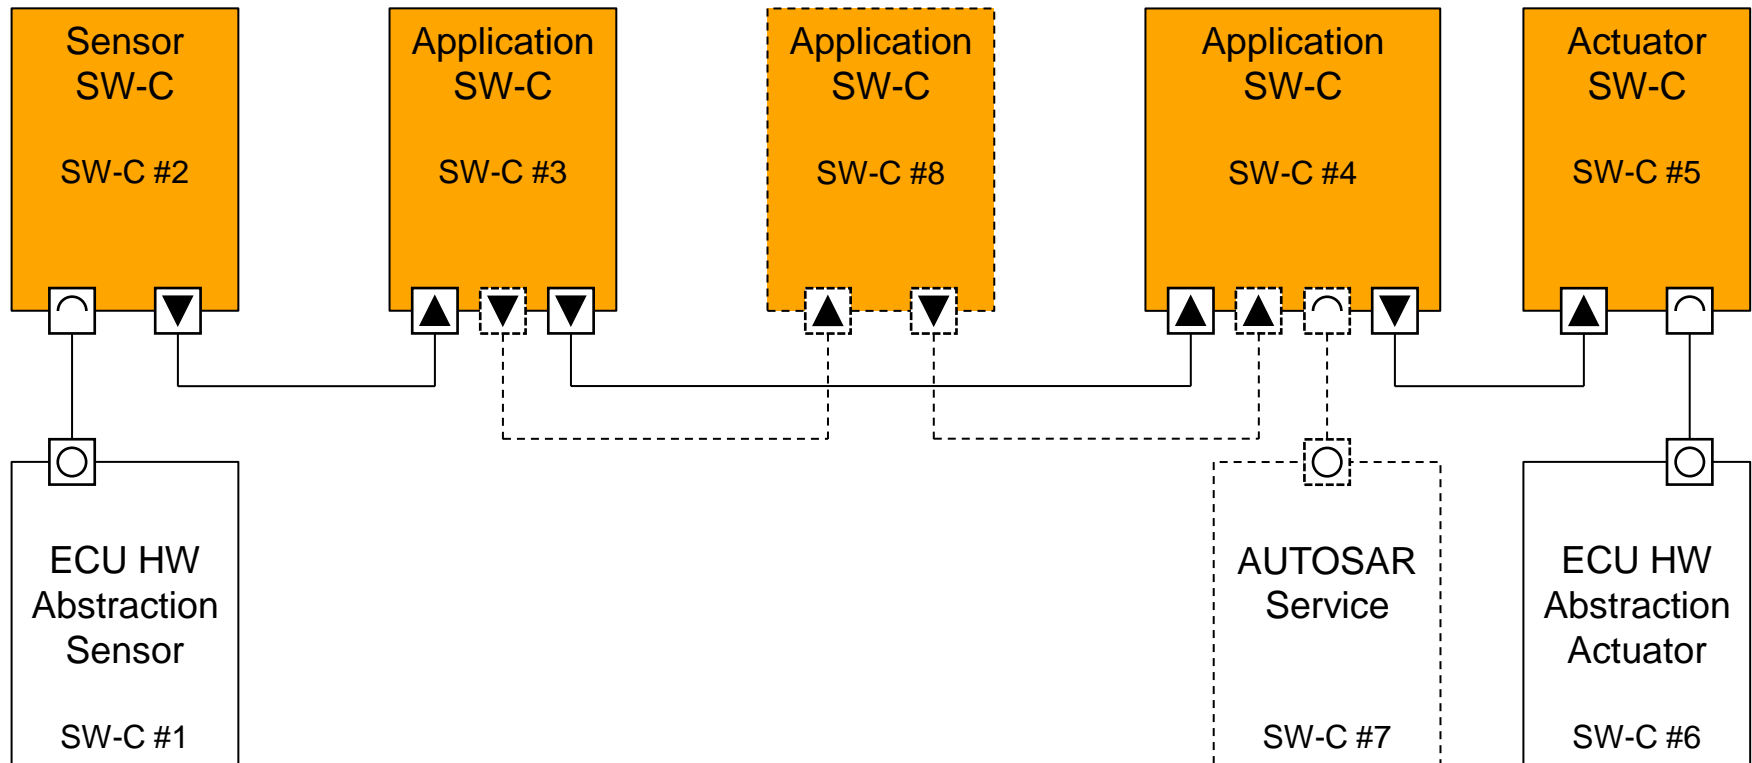 Sensor
SW-C
SW-C #2
Application
SW-C
SW-C #3
Application
SW-C
SW-C #8
Application
SW-C
SW-C #4
Actuator
SW-C
SW-C #5
ECU HW
Abstraction
Sensor
SW-C #1
AUTOSAR
Service
SW-C #7
ECU HW
Abstraction
Actuator
SW-C #6